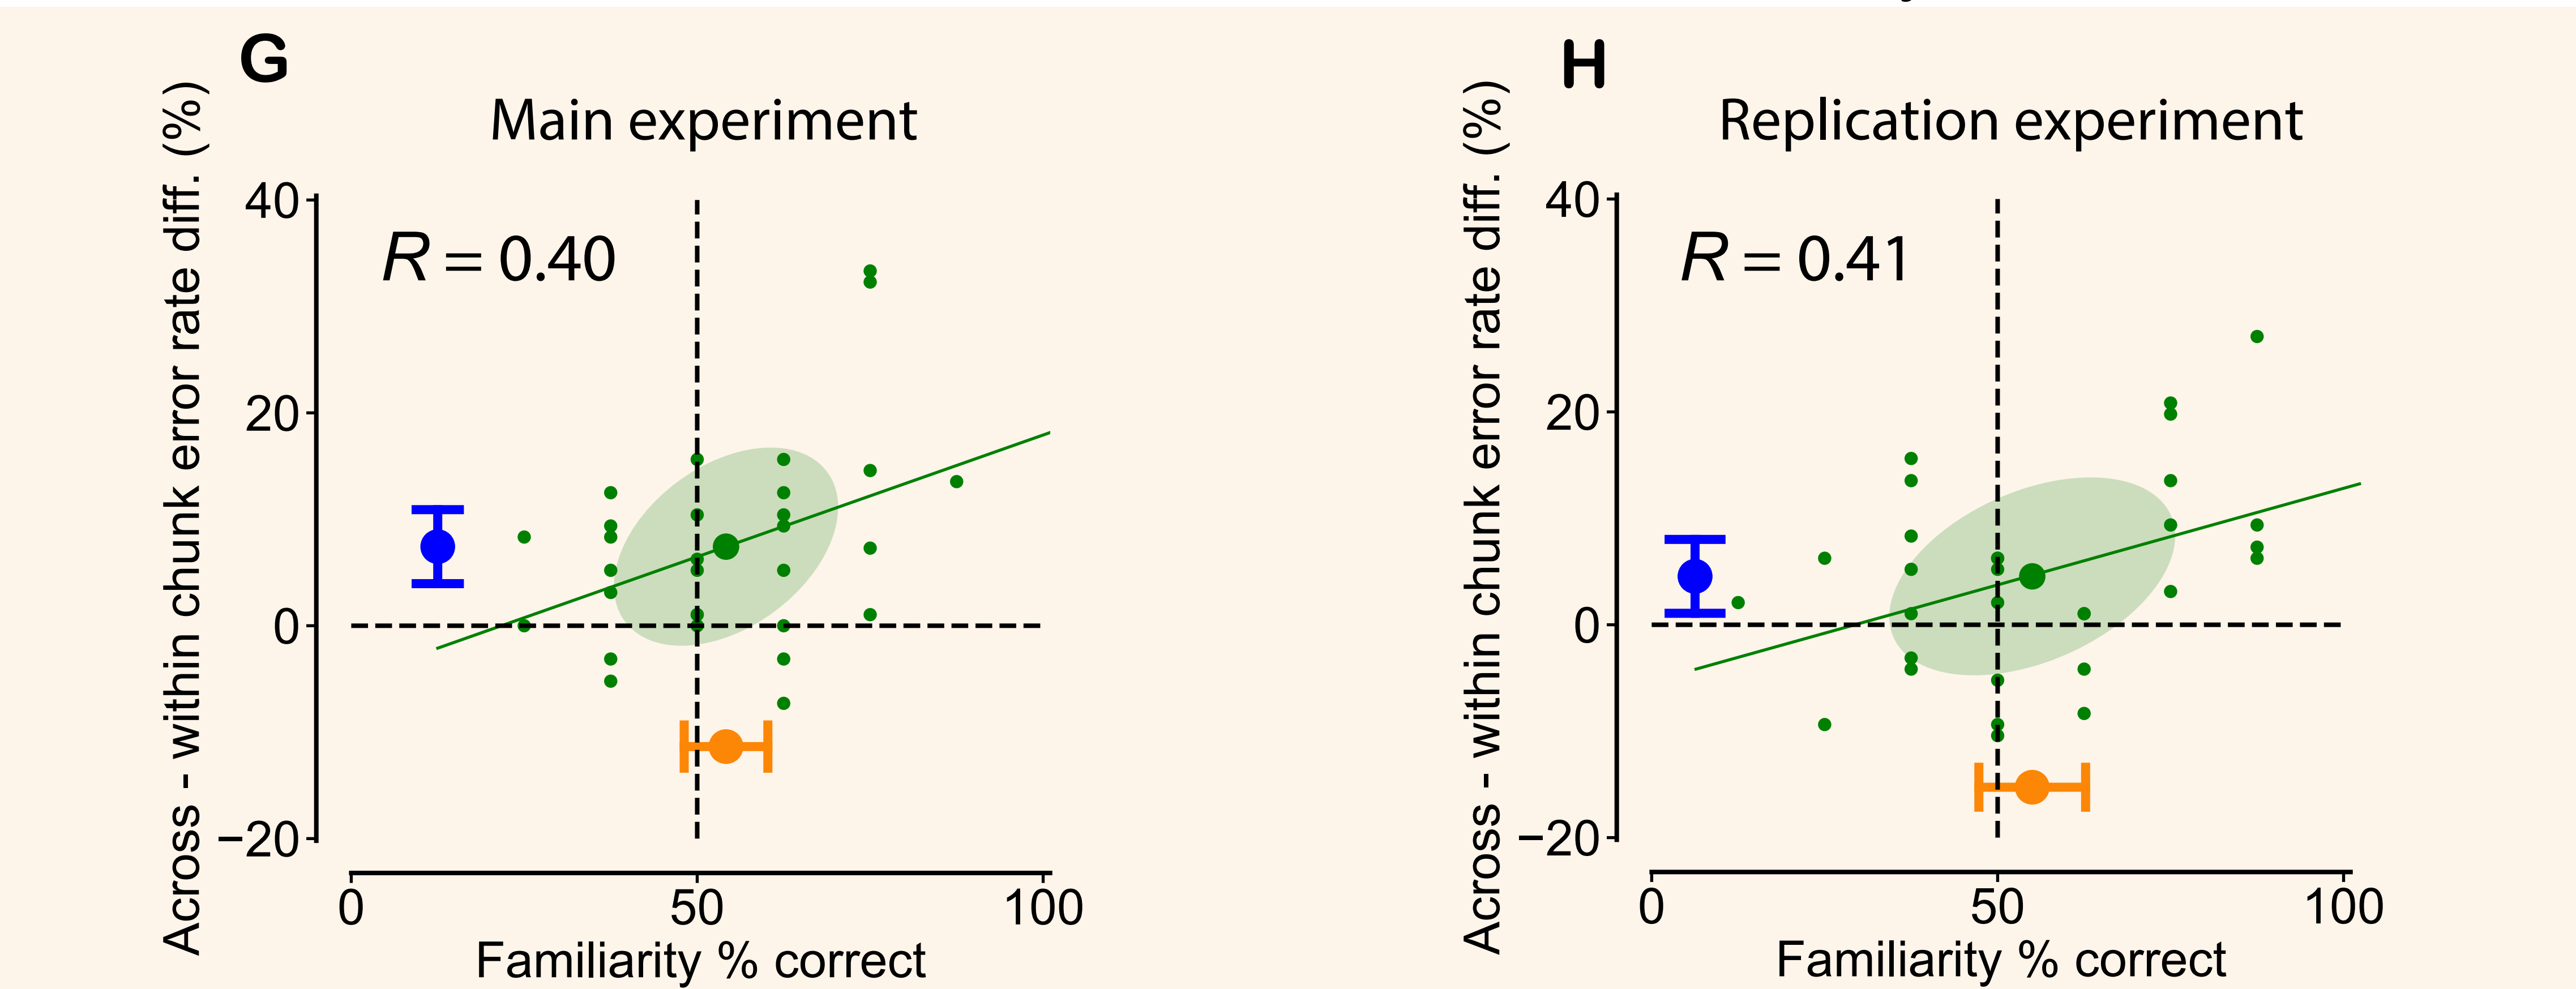 G
Main experiment
Across - within chunk error rate diff. (%)
40
20
0
−20
R = 0.40
0 50 100
Familiarity % correct
H
Replication experiment
Across - within chunk error rate diff. (%)
40
20
0
−20
R = 0.41
0 50 100
Familiarity % correct